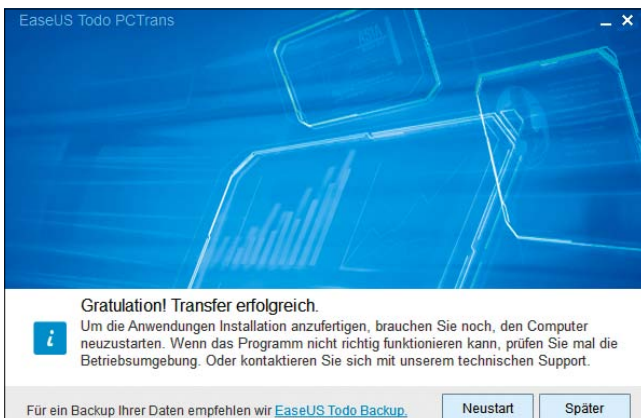 EaseUS Todo PCTrans
Gratulation! Transfer erfolgreich.
Um die Anwendungen Installation anzufertigen, brauchen Sie noch, den Computer
neuzustarten. Wenn das Programm nicht richtig funktionieren kann, prüfen Sie mal die
Betriebsumgebung. Oder kontaktieren Sie sich mit unserem technischen Support.
Für ein Backup Ihrer Daten empfehlen wir EaseUS Todo Backup.
Neustart
Später